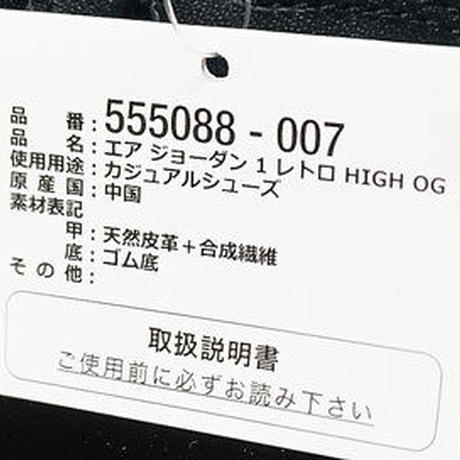 品 番：555088 - 007
品 名：エア ジョーダン 1 レトロ HIGH OG
使用用途：カジュアルシューズ
原 産 国：中国
素材表記
甲：天然皮革＋合成繊維
底：ゴム底
そ の 他：
取扱説明書
ご使用前に必ずお読み下さい